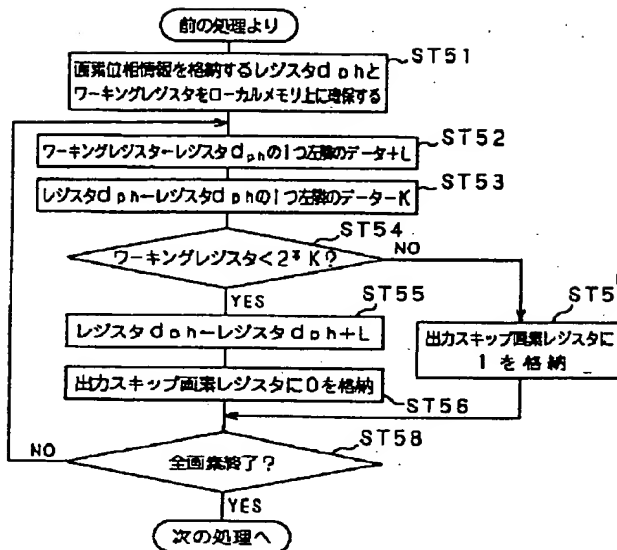 前の処理より
ST51
画素位相情報を格納するレジスタdphと
ワーキングレジスタをローカルメモリ上に確保する
ST52
ワーキングレジスタ←レジスタdphの1つ左隣のデータ+L
ST53
レジスタdph←レジスタdphの1つ左隣のデータ-K
ST54
ワーキングレジスタ<2*K?
NO
YES
ST55
レジスタdph←レジスタdph+L
出力スキップ画素レジスタに
1を格納
出力スキップ画素レジスタに0を格納
ST56
ST58
全画素終了?
NO
YES
次の処理へ